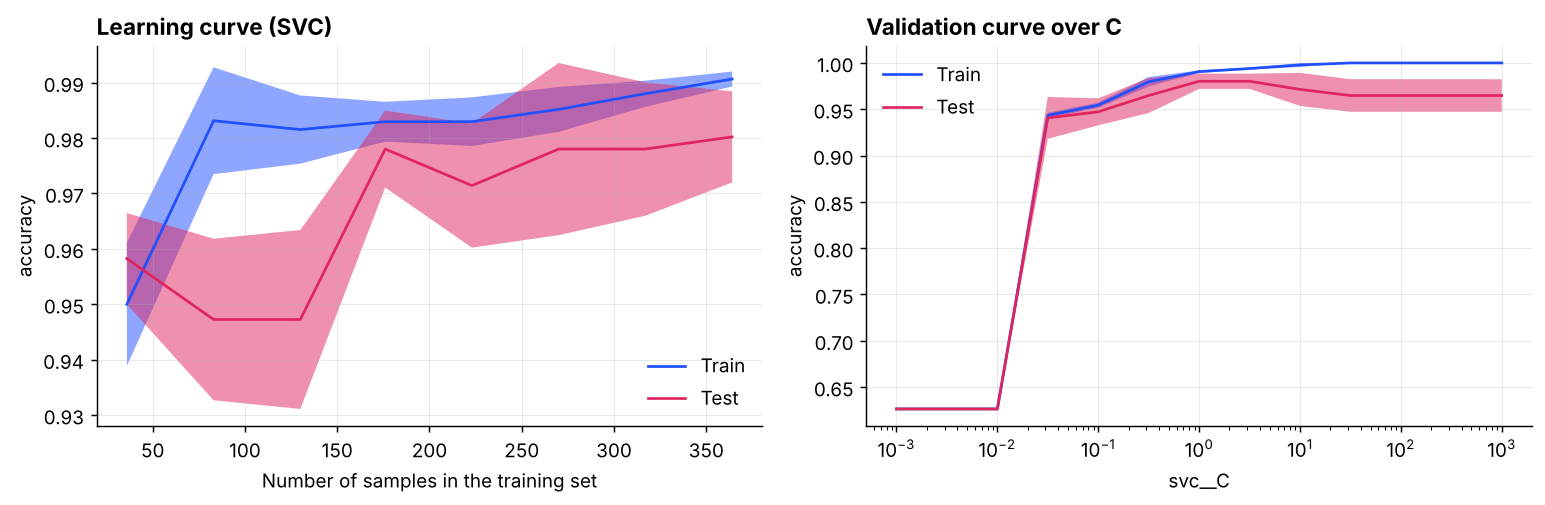 Learning curve (SVC)
accuracy
0.99
0.98
0.97
0.96
0.95
0.94
0.93
Train
Test
50 100 150 200 250 300 350
Number of samples in the training set
Validation curve over C
accuracy
1.00
0.95
0.90
0.85
0.80
0.75
0.70
0.65
Train
Test
10⁻³ 10⁻² 10⁻¹ 10⁰ 10¹ 10² 10³
svc__C